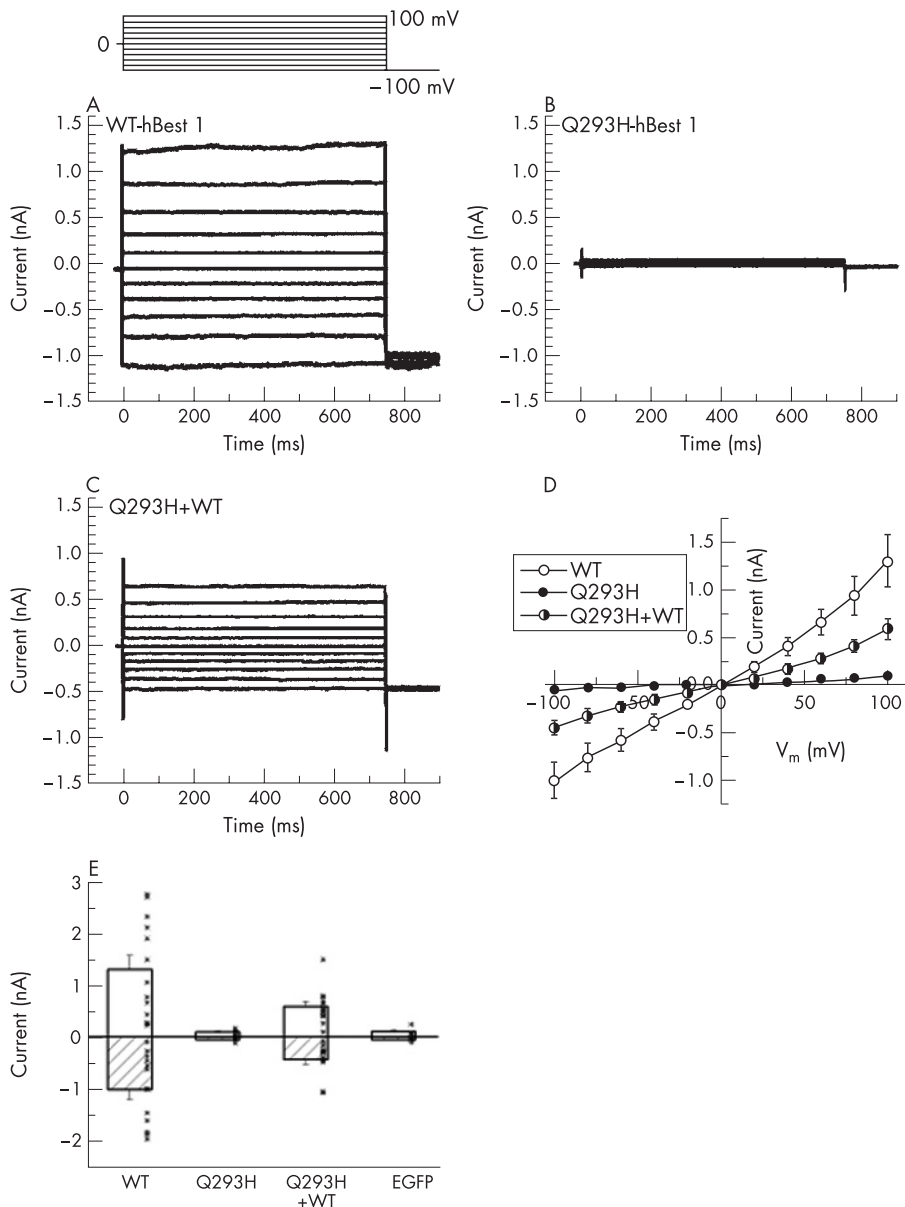 100 mV
0
−100 mV
A
WT-hBest 1
1.5
1.0
0.5
0.0
−0.5
−1.0
−1.5
Current (nA)
0 200 400 600 800
Time (ms)
B
Q293H-hBest 1
1.5
1.0
0.5
0.0
−0.5
−1.0
−1.5
Current (nA)
0 200 400 600 800
Time (ms)
C
Q293H+WT
1.5
1.0
0.5
0.0
−0.5
−1.0
−1.5
Current (nA)
0 200 400 600 800
Time (ms)
D
WT
Q293H
Q293H+WT
1.5
1.0
0.5
0
−0.5
−1.0
Current (nA)
−100 −50 0 50 100
Vm (mV)
E
3
2
1
0
−1
−2
Current (nA)
WT Q293H Q293H EGFP
+WT